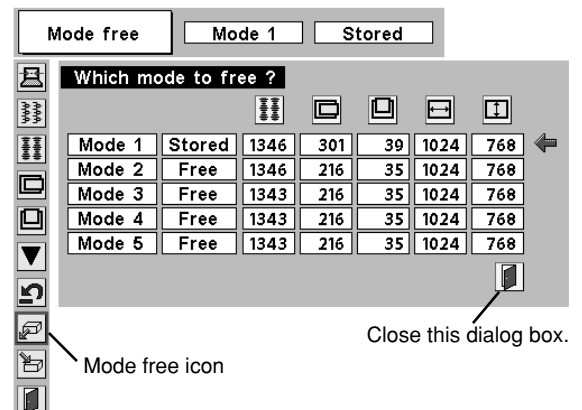 Mode free Mode 1 Stored
Which mode to free ?
Mode 1 Stored 1346 301 39 1024 768
Mode 2 Free 1346 216 35 1024 768
Mode 3 Free 1343 216 35 1024 768
Mode 4 Free 1343 216 35 1024 768
Mode 5 Free 1343 216 35 1024 768
Close this dialog box.
Mode free icon